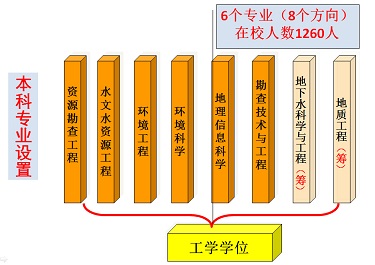 6个专业（8个方向）
在校人数1260人
本科专业设置
资源勘查工程
水文水资源工程
环境工程
环境科学
地理信息科学
勘查技术与工程
地下水科学与工程（筹）
地质工程（筹）
工学学位